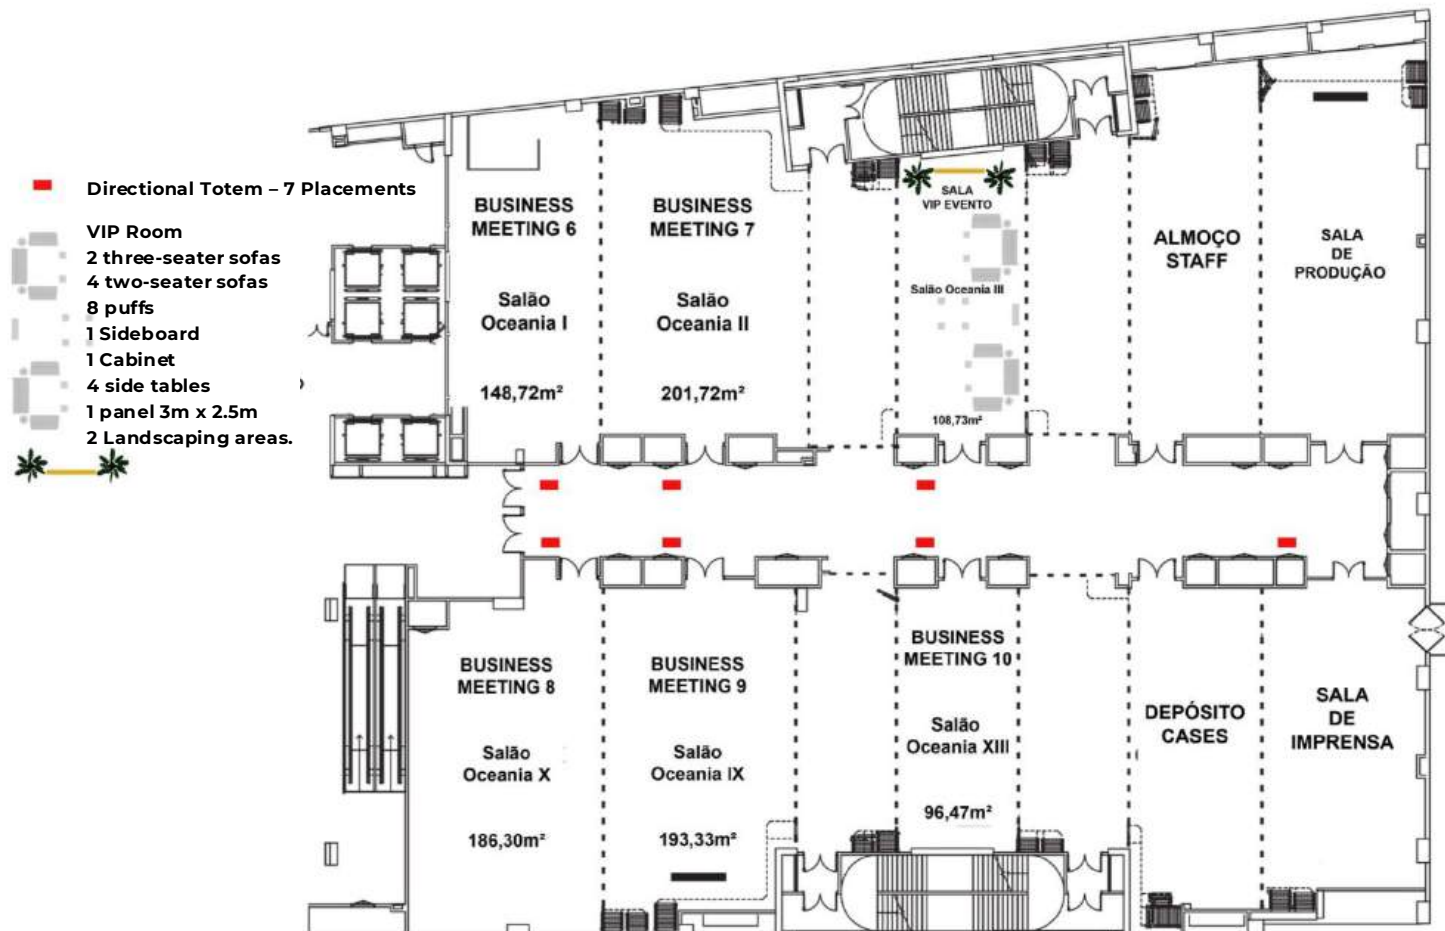 Directional Totem – 7 Placements
VIP Room
2 three-seater sofas
4 two-seater sofas
8 puffs
1 Sideboard
1 Cabinet
4 side tables
1 panel 3m x 2.5m
2 Landscaping areas.
BUSINESS
MEETING 6
Salão
Oceania I
148,72m²
BUSINESS
MEETING 7
Salão
Oceania II
201,72m²
SALA
VIP EVENTO
Salão Oceania III
108,73m²
ALMOÇO
STAFF
SALA
DE
PRODUÇÃO
BUSINESS
MEETING 8
Salão
Oceania X
186,30m²
BUSINESS
MEETING 9
Salão
Oceania IX
193,33m²
BUSINESS
MEETING 10
Salão
Oceania XIII
96,47m²
DEPÓSITO
CASES
SALA
DE
IMPRENSA